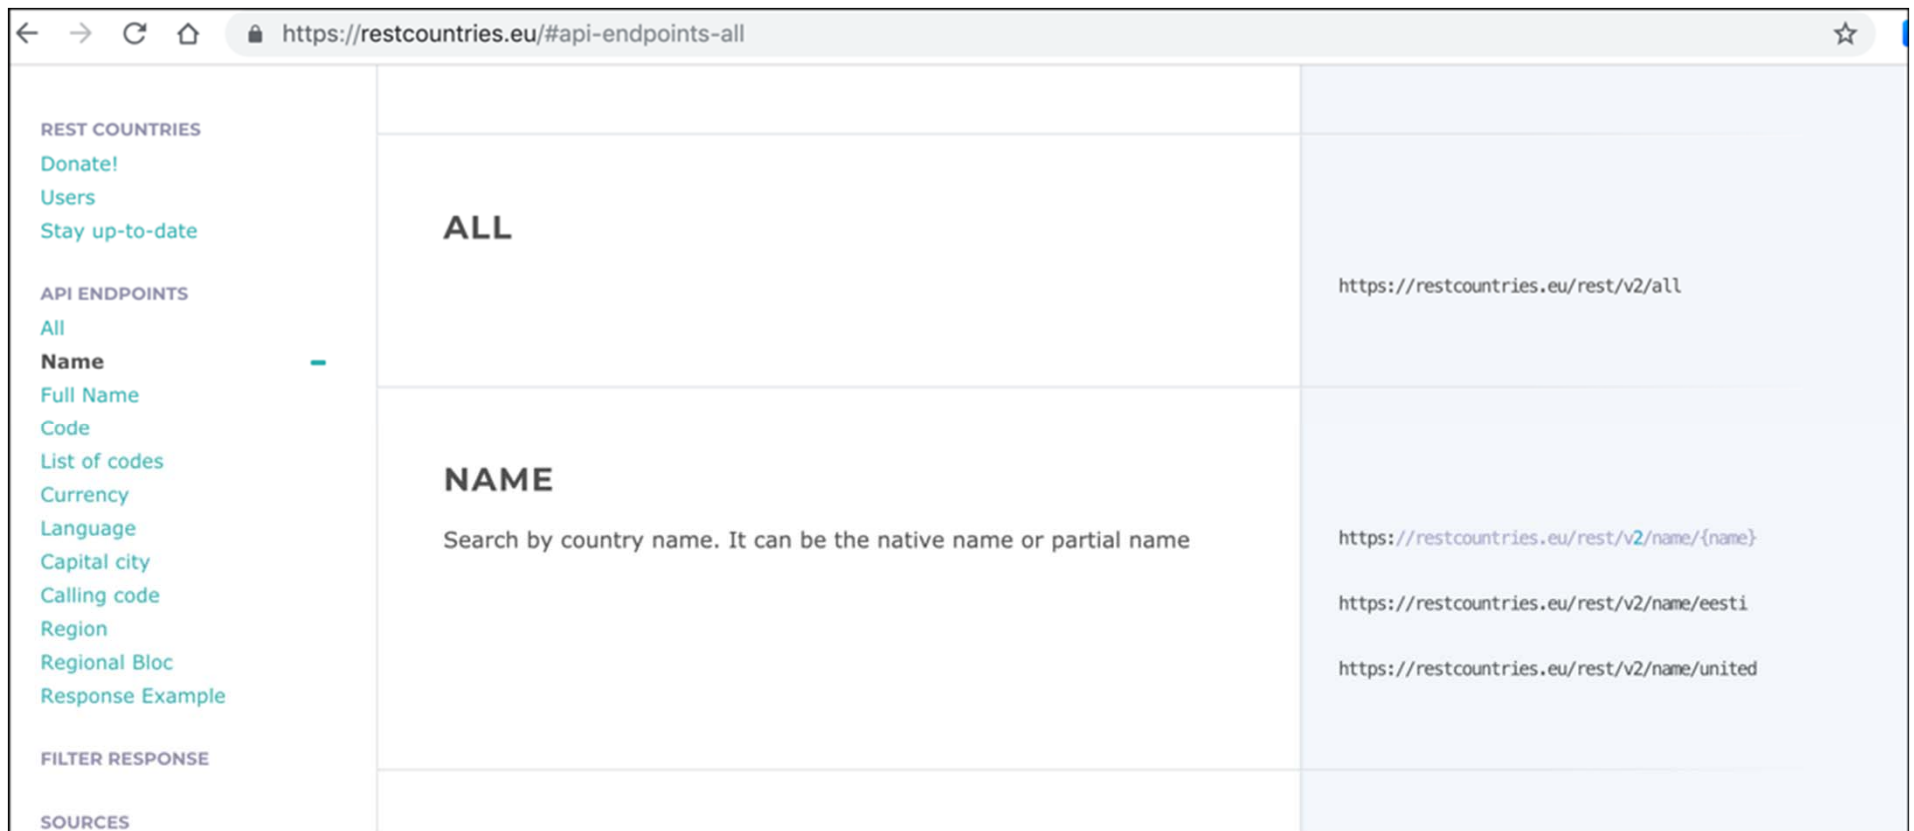 https://restcountries.eu/#api-endpoints-all
REST COUNTRIES
Donate!
Users
Stay up-to-date
API ENDPOINTS
All
Name
Full Name
Code
List of codes
Currency
Language
Capital city
Calling code
Region
Regional Bloc
Response Example
FILTER RESPONSE
SOURCES
ALL
https://restcountries.eu/rest/v2/all
NAME
Search by country name. It can be the native name or partial name
https://restcountries.eu/rest/v2/name/{name}
https://restcountries.eu/rest/v2/name/eesti
https://restcountries.eu/rest/v2/name/united